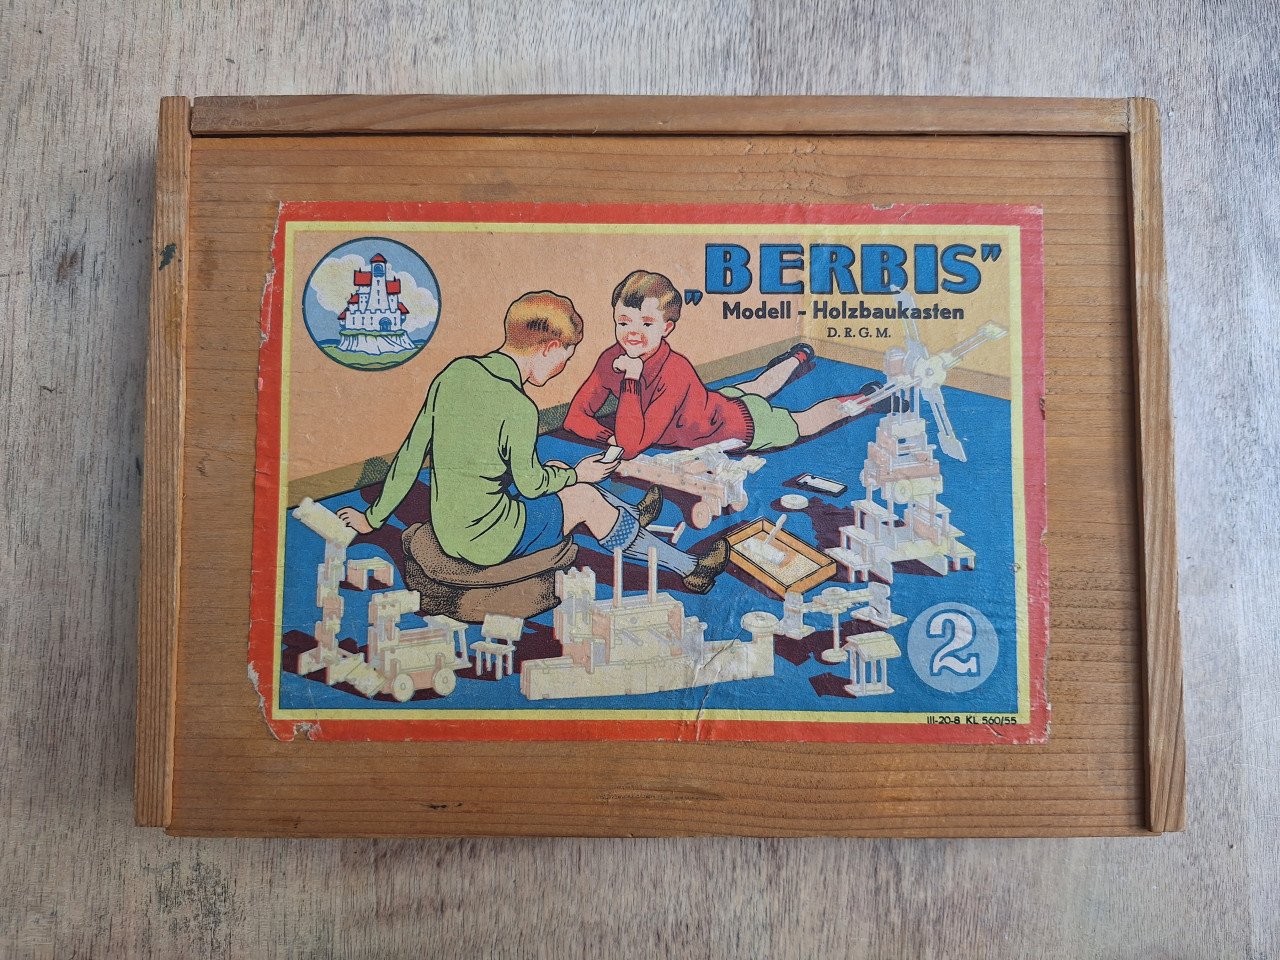 „BERBIS”
Modell - Holzbaukasten
D.R.G.M.
2
III-20-8 KL 560/55